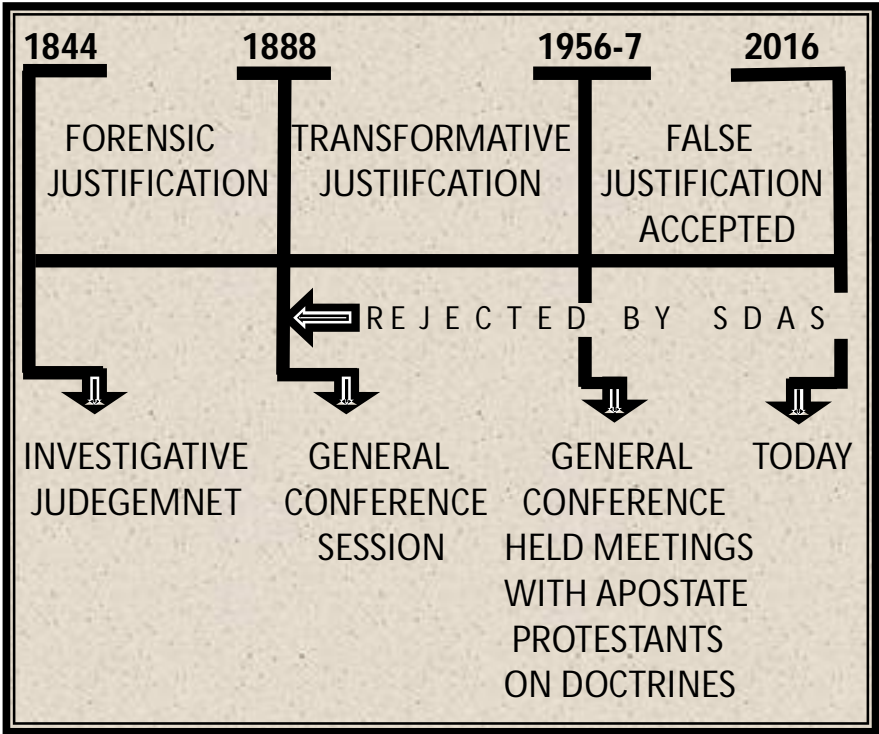 1844
1888
1956-7
2016
FORENSIC
JUSTIFICATION
TRANSFORMATIVE
JUSTIIFCATION
FALSE
JUSTIFICATION
ACCEPTED
REJECTED BY SDAS
INVESTIGATIVE
JUDEGEMNET
GENERAL
CONFERENCE
SESSION
GENERAL
CONFERENCE
HELD MEETINGS
WITH APOSTATE
PROTESTANTS
ON DOCTRINES
TODAY